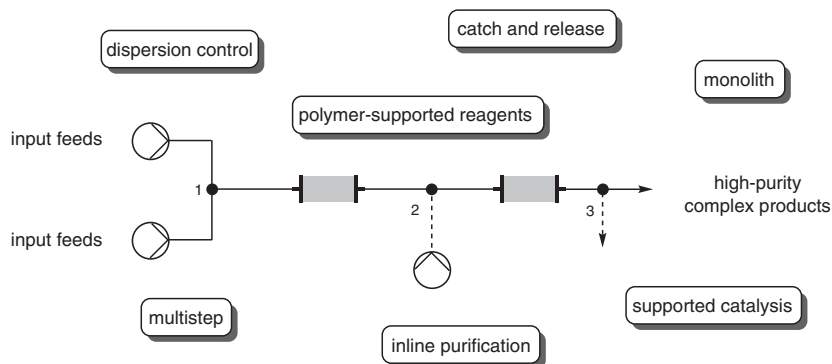 catch and release
dispersion control
monolith
polymer-supported reagents
input feeds
1
2
3
high-purity
complex products
input feeds
multistep
inline purification
supported catalysis